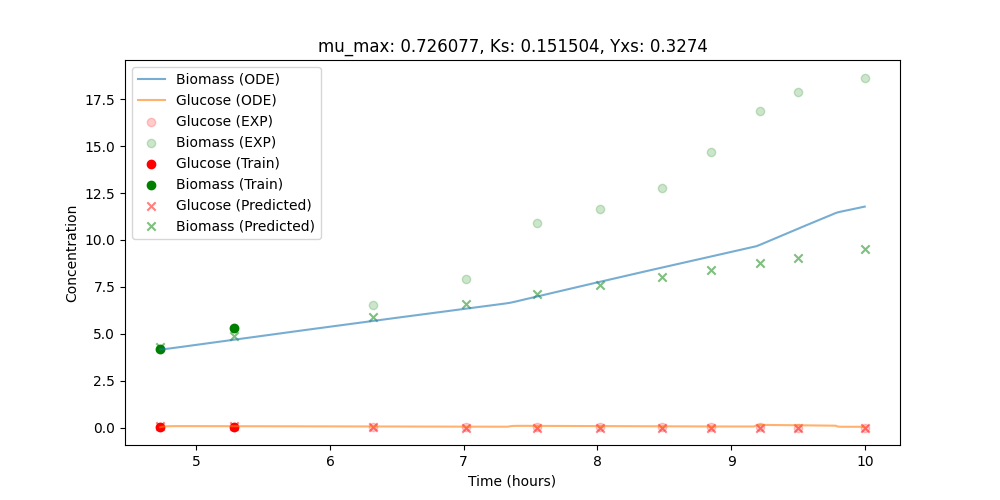 mu_max: 0.726077, Ks: 0.151504, Yxs: 0.3274
Biomass (ODE)
Glucose (ODE)
Glucose (EXP)
Biomass (EXP)
Glucose (Train)
Biomass (Train)
Glucose (Predicted)
Biomass (Predicted)
Concentration
17.5
15.0
12.5
10.0
7.5
5.0
2.5
0.0
5 6 7 8 9 10
Time (hours)